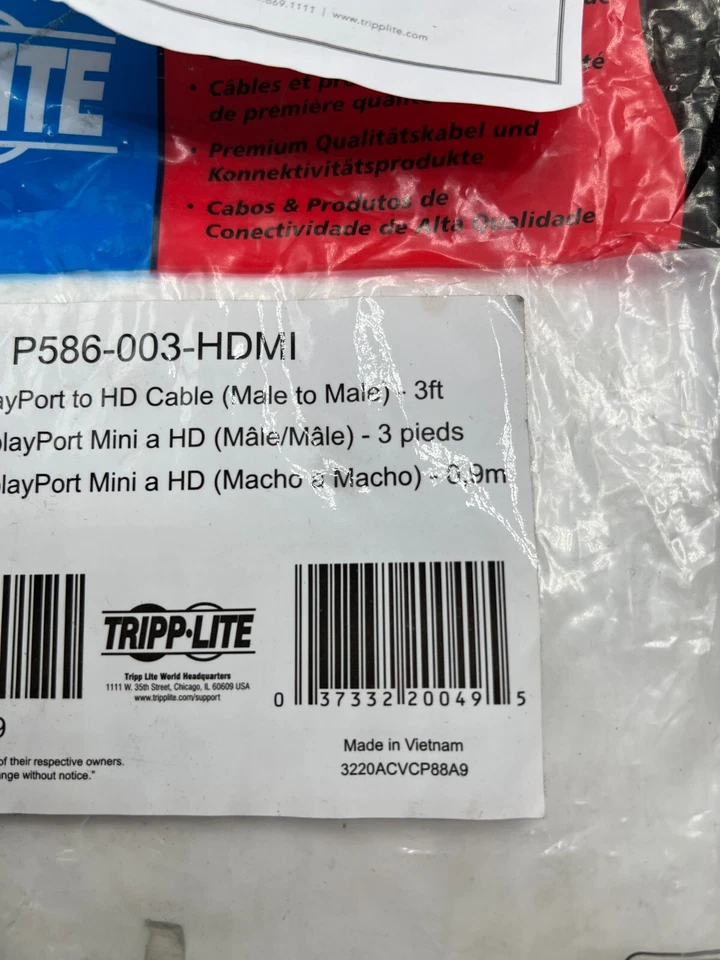 .869.1111 | www.tripplite.com
ITE
• Câbles et
de première
• Premium Qualitätskabel und
Konnektivitätsprodukte
• Cabos & Produtos de
Conectividade de Alta Qualidade
P586-003-HDMI
ayPort to HD Cable (Male to Male) - 3ft
layPort Mini a HD (Mâle/Mâle) - 3 pieds
layPort Mini a HD (Macho a Macho) - 0,9m
TRIPP·LITE
Tripp Lite World Headquarters
1111 W. 35th Street, Chicago, IL 60609 USA
www.tripplite.com/support
0 37332 20049 5
9
of their respective owners.
nge without notice."
Made in Vietnam
3220ACVCP88A9